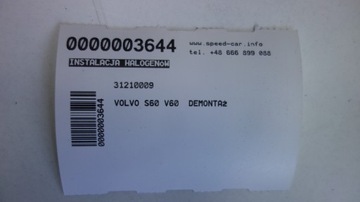 0000003644
www.speed-car.info
tel. +48 666 899 088
INSTALACJA HALOGENóW
31210009
VOLVO S60 V60 DEMONTAż
0000003644